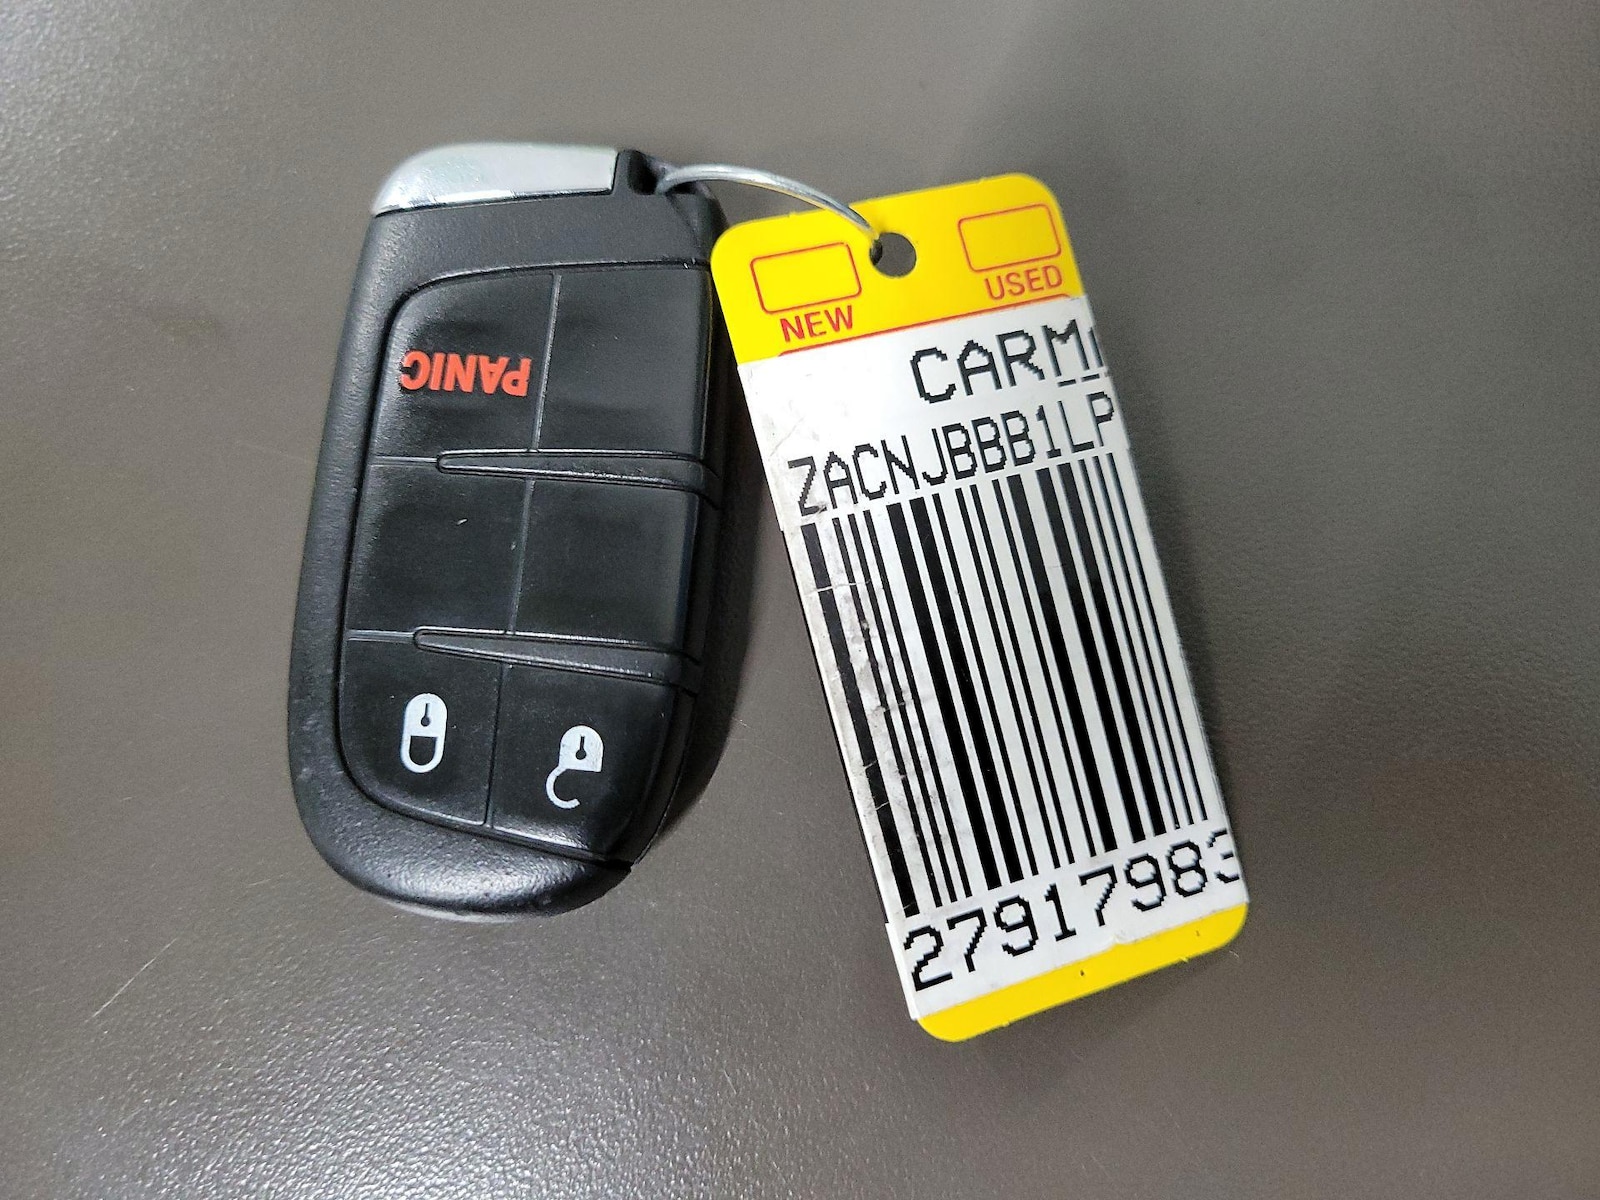 PANIC
NEW
USED
CARM
ZACNJBBB1LP
27917983